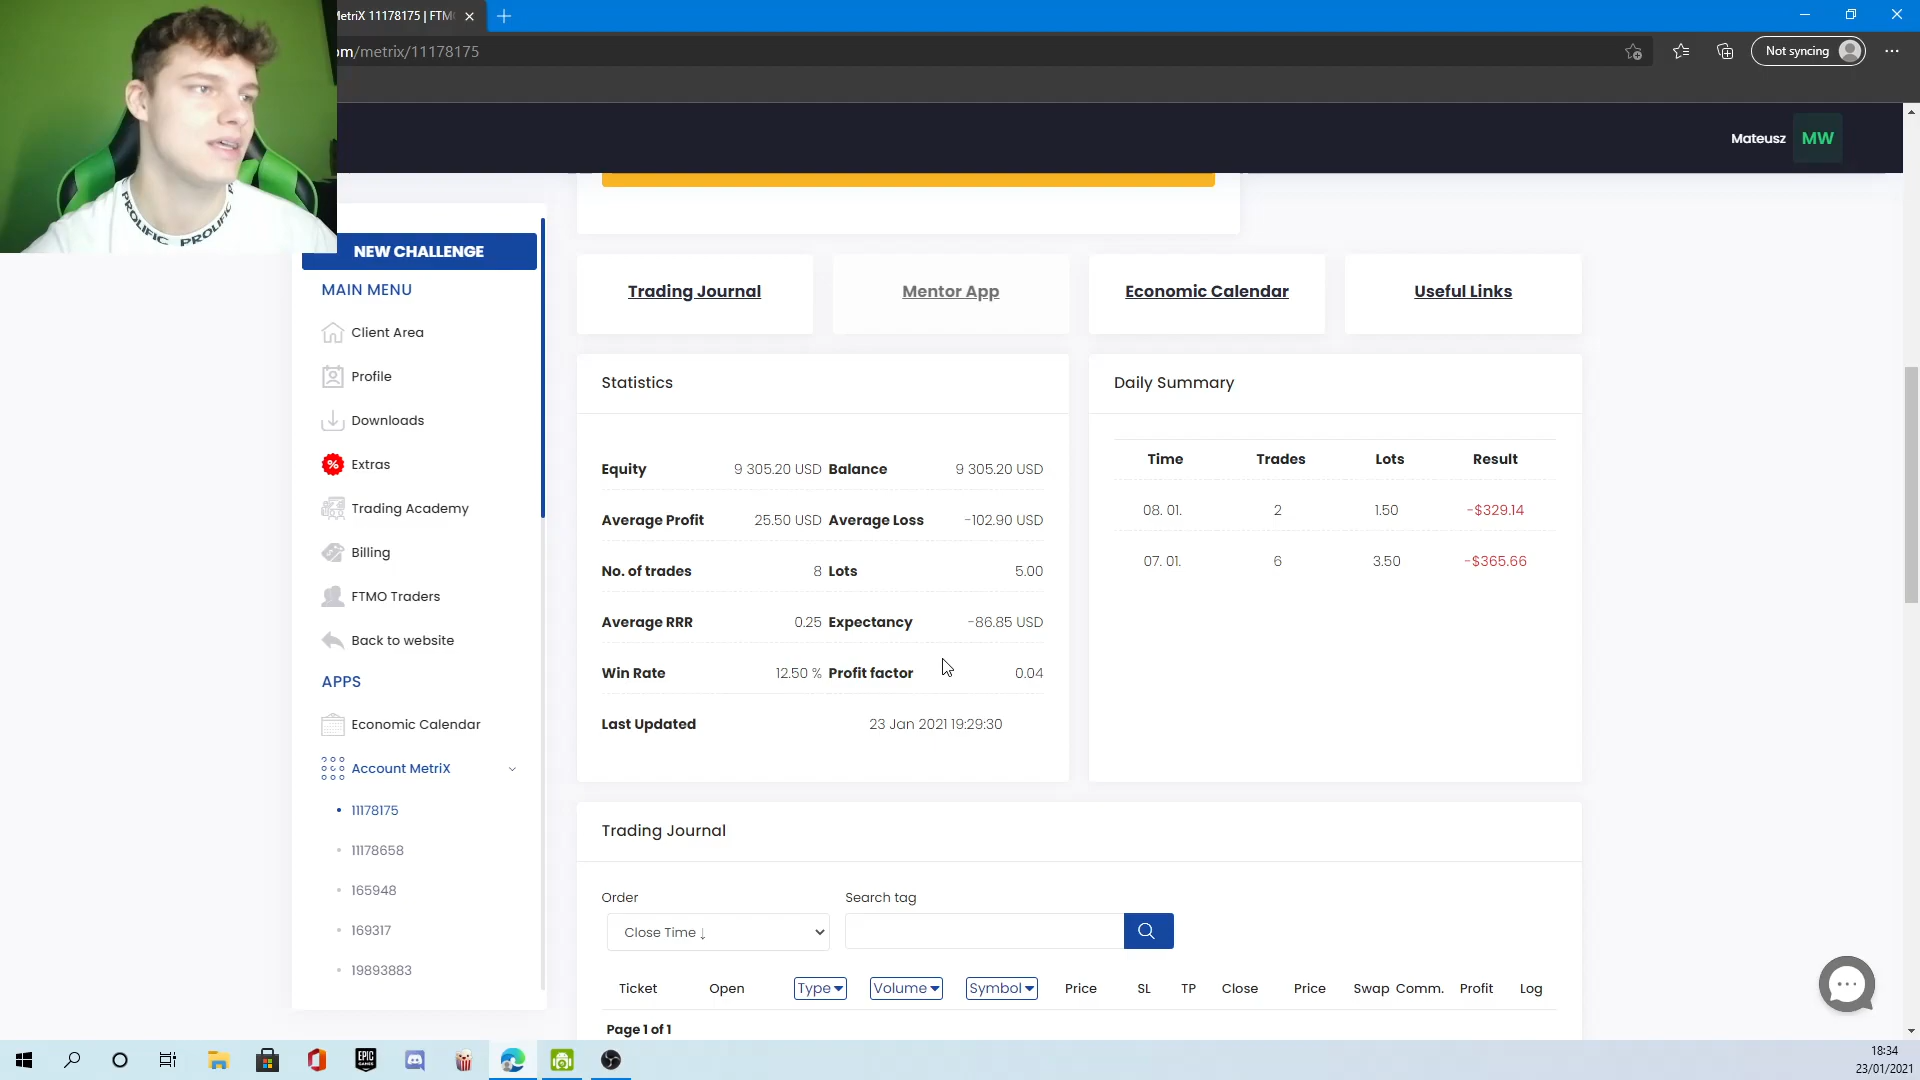 MetriX 11178175 | FTM
om/metrix/11178175
Not syncing
Mateusz MW
PROLIFIC PROLIFIC
NEW CHALLENGE
MAIN MENU
Client Area
Profile
Downloads
% Extras
Trading Academy
Billing
FTMO Traders
Back to website
APPS
Economic Calendar
Account MetriX
11178175
11178658
165948
169317
19893883
Trading Journal
Mentor App
Economic Calendar
Useful Links
Statistics
Equity 9 305.20 USD Balance 9 305.20 USD
Average Profit 25.50 USD Average Loss -102.90 USD
No. of trades 8 Lots 5.00
Average RRR 0.25 Expectancy -86.85 USD
Win Rate 12.50 % Profit factor 0.04
Last Updated 23 Jan 2021 19:29:30
Daily Summary
Time Trades Lots Result
08. 01. 2 1.50 -$329.14
07. 01. 6 3.50 -$365.66
Trading Journal
Order Search tag
Close Time ↓
Ticket Open Type Volume Symbol Price SL TP Close Price Swap Comm. Profit Log
Page 1 of 1
EPIC GAMES
18:34
23/01/2021